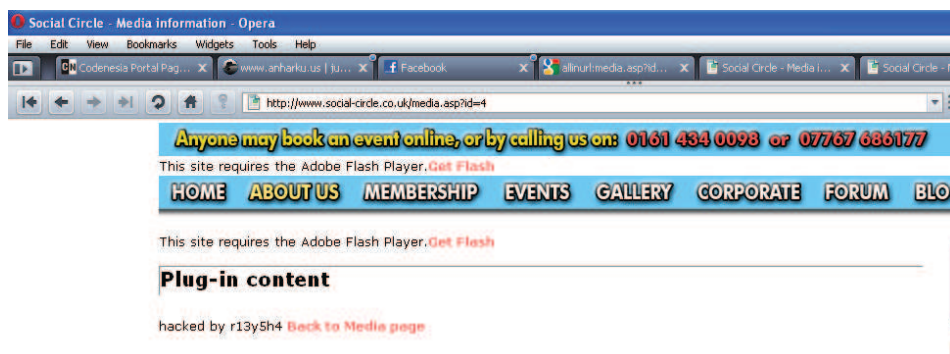 Social Circle - Media information - Opera
File Edit View Bookmarks Widgets Tools Help
CN Codenesia Portal Pag... X www.anharku.us | ju... X Facebook X allinurl:media.asp?id... X Social Circle - Media i... X Social Circle -
http://www.social-circle.co.uk/media.asp?id=4
Anyone may book an event online, or by calling us on: 0161 434 0098 or 07767 686177
This site requires the Adobe Flash Player.Get Flash
HOME ABOUT US MEMBERSHIP EVENTS GALLERY CORPORATE FORUM BLO
This site requires the Adobe Flash Player.Get Flash
Plug-in content
hacked by r13y5h4 Back to Media page